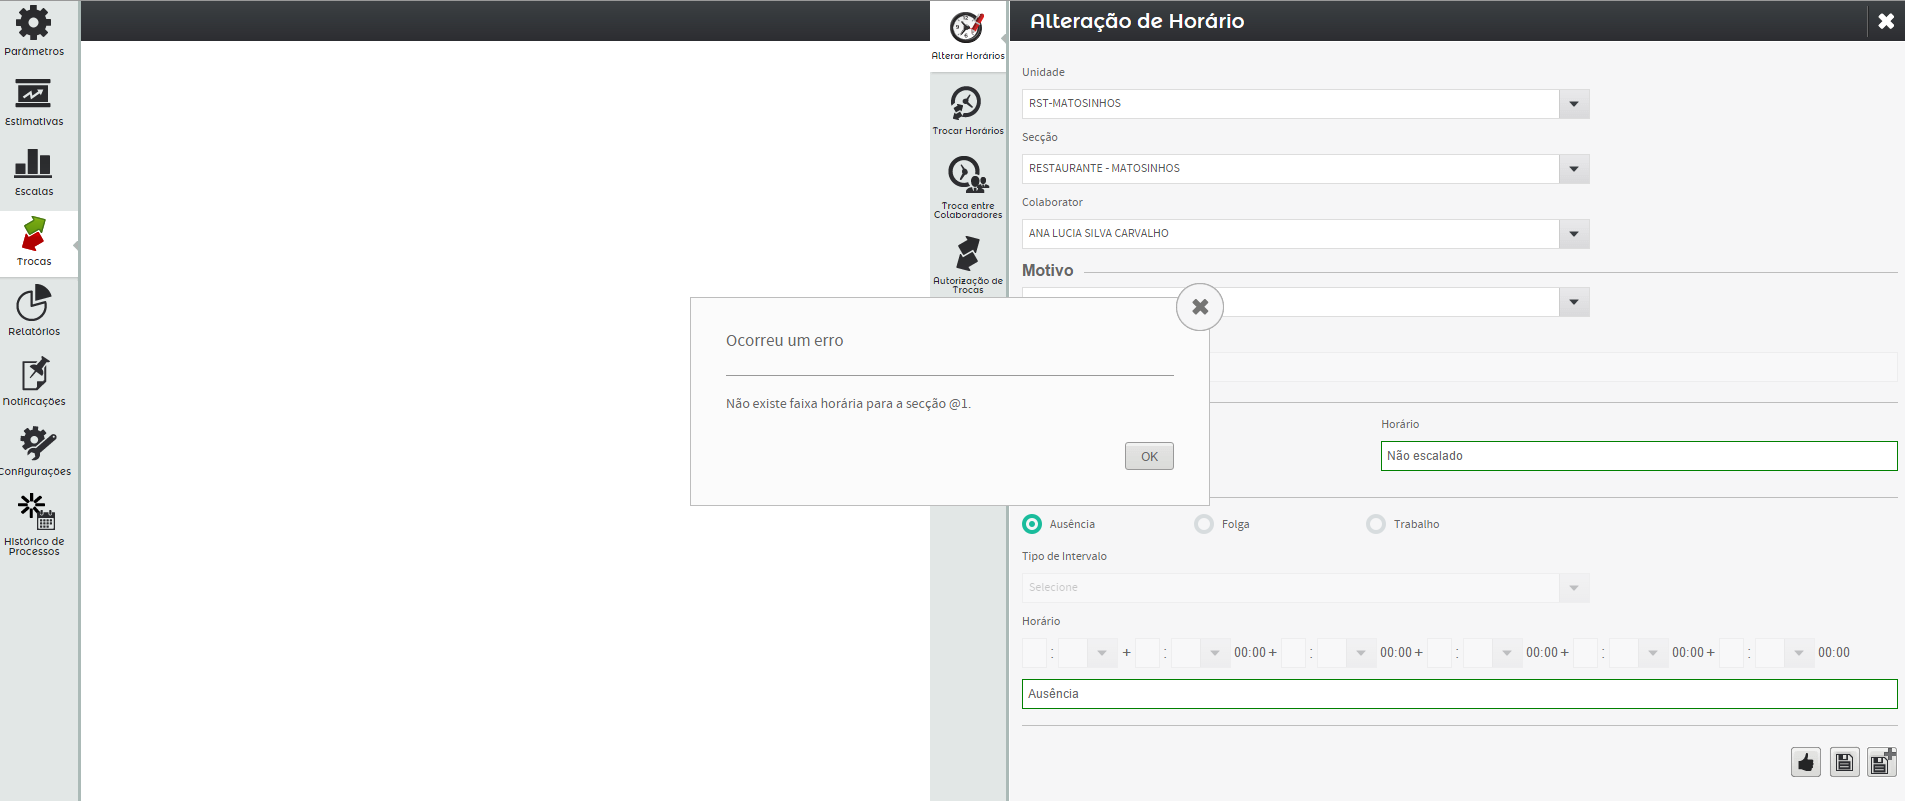 Parâmetros
Estimativas
Escalas
Trocas
Relatórios
Notificações
Configurações
Histórico de
Processos
Alterar Horários
Trocar Horários
Troca entre
Colaboradores
Autorização de
Trocas
Alteração de Horário
Unidade
RST-MATOSINHOS
Secção
RESTAURANTE - MATOSINHOS
Colaborator
ANA LUCIA SILVA CARVALHO
Motivo
Ocorreu um erro
Não existe faixa horária para a secção @1.
OK
Horário
Não escalado
Ausência
Folga
Trabalho
Tipo de Intervalo
Selecione
Horário
: + : 00:00 + : 00:00 + : 00:00 + : 00:00 + : 00:00
Ausência